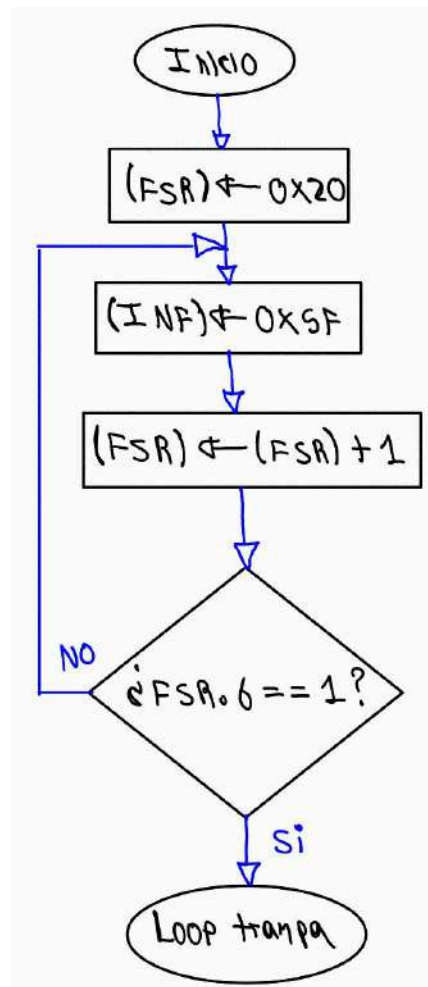 Inicio
(FSR) ← 0x20
(INF) ← 0x5F
(FSR) ← (FSR) + 1
NO
¿FSR.6 == 1?
Si
Loop trampa